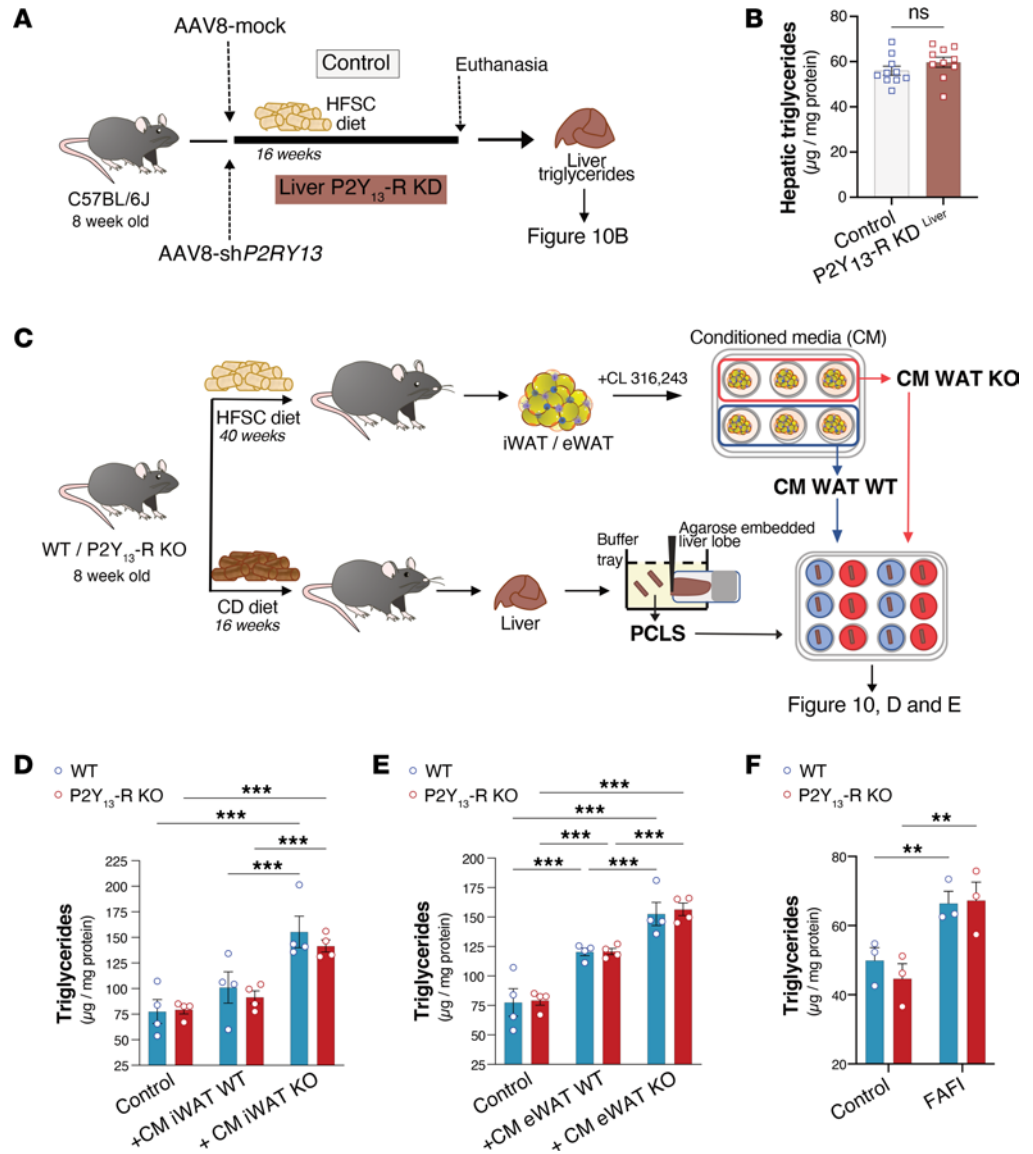 A
AAV8-mock
Control
Euthanasia
HFSC
diet
16 weeks
C57BL/6J
8 week old
Liver P2Y13-R KD
Liver
triglycerides
Figure 10B
AAV8-shP2RY13
B
ns
Hepatic triglycerides
(µg / mg protein)
80
60
40
20
0
Control
P2Y13-R KD Liver
C
HFSC diet
40 weeks
+CL 316,243
iWAT / eWAT
Conditioned media (CM)
CM WAT KO
CM WAT WT
WT / P2Y13-R KO
8 week old
CD diet
16 weeks
Liver
Buffer
tray
Agarose embedded
liver lobe
PCLS
Figure 10, D and E
D
WT
P2Y13-R KO
***
***
***
***
Triglycerides
(µg / mg protein)
225
200
175
150
125
100
75
50
25
Control
+CM iWAT WT
+ CM iWAT KO
E
WT
P2Y13-R KO
***
***
*** ***
*** ***
Triglycerides
(µg / mg protein)
200
175
150
125
100
75
50
25
Control
+CM eWAT WT
+ CM eWAT KO
F
WT
P2Y13-R KO
**
**
Triglycerides
(µg / mg protein)
80
60
40
20
Control
FAFI